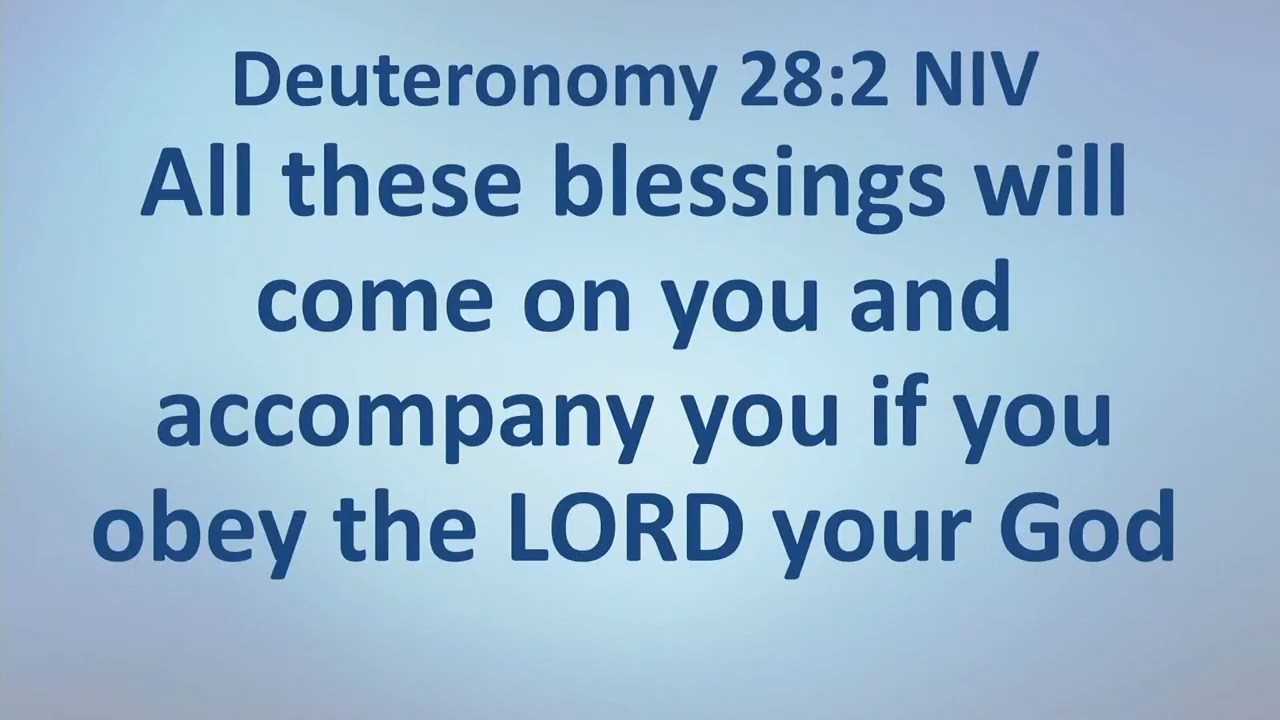 Deuteronomy 28:2 NIV
All these blessings will
come on you and
accompany you if you
obey the LORD your God